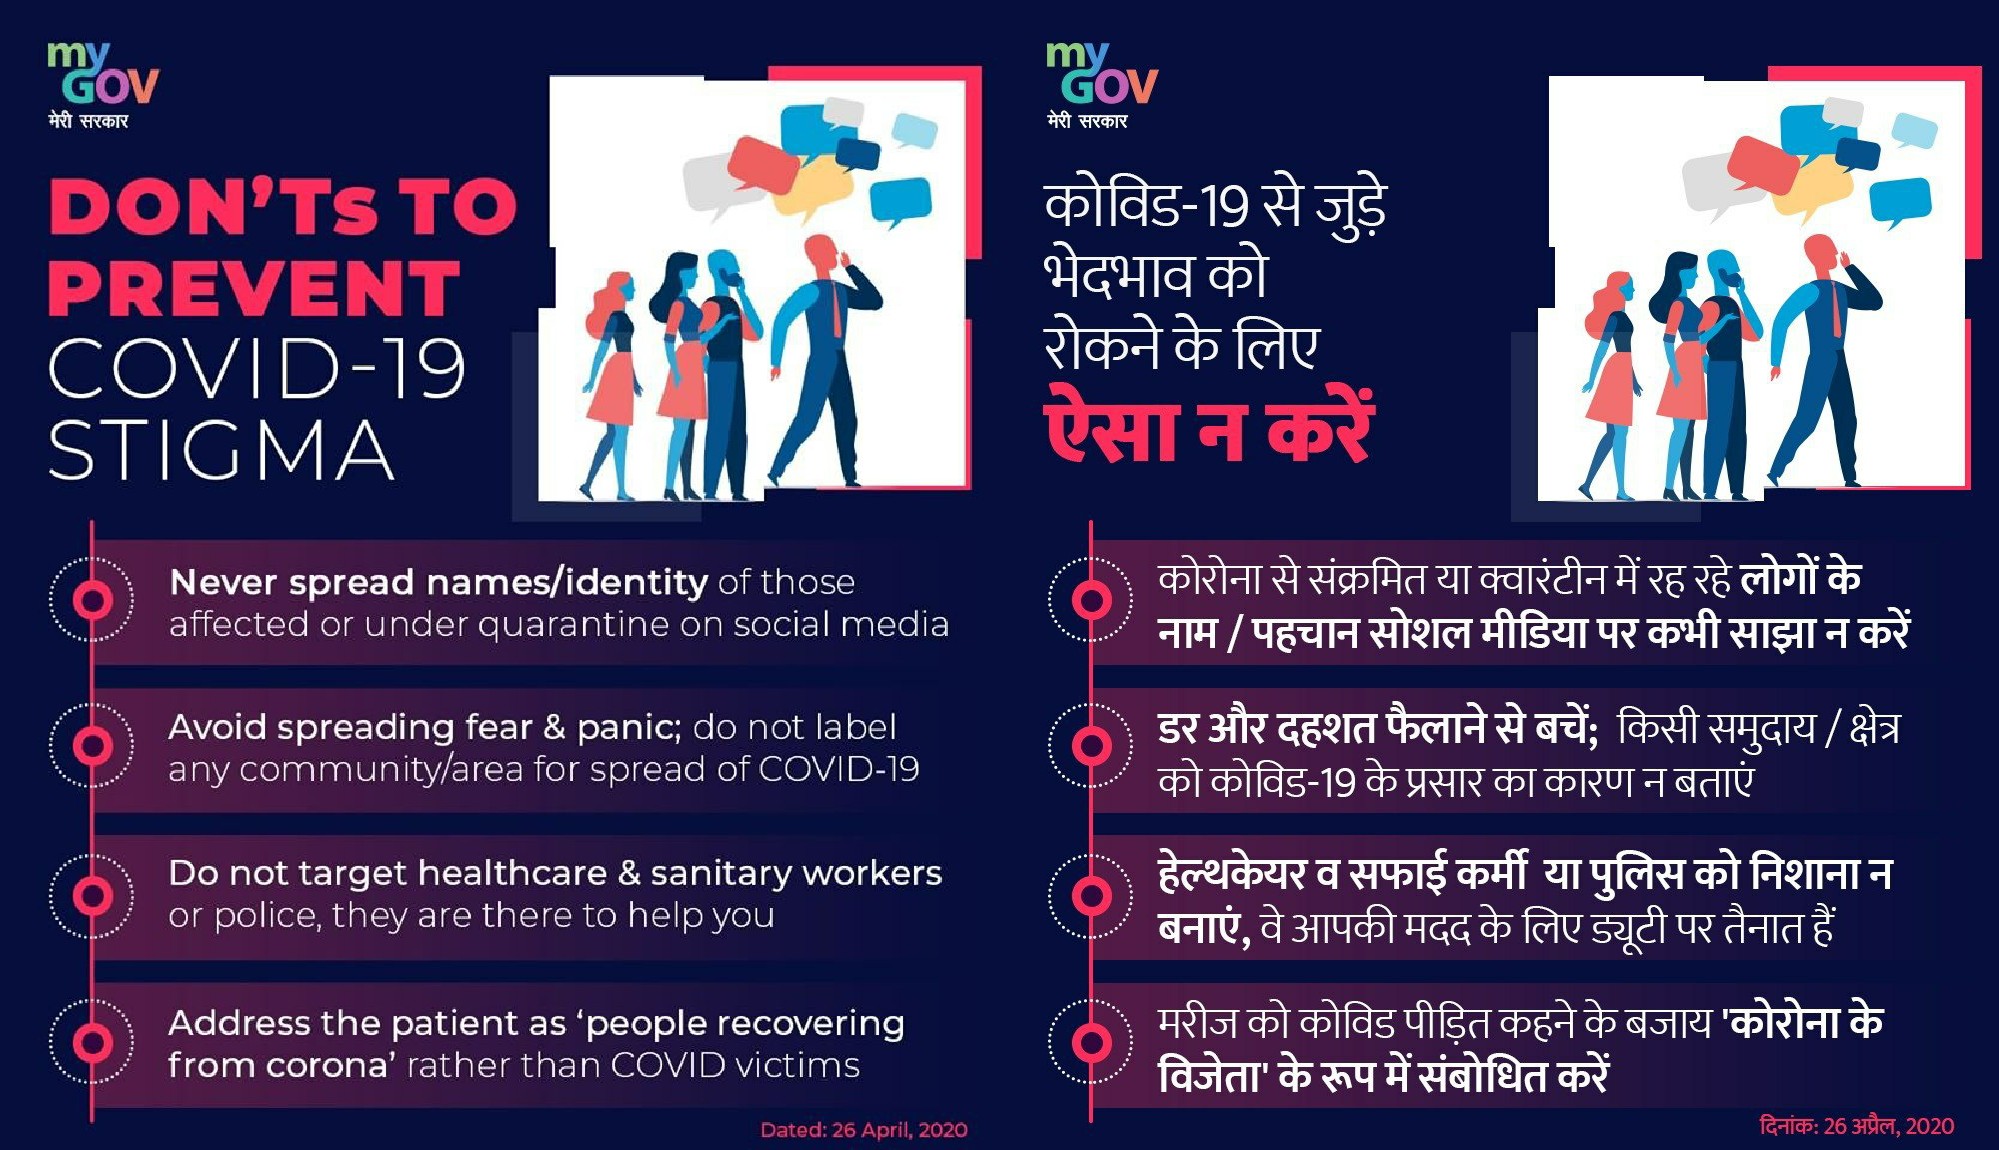 my
GOV
मेरी सरकार
DON'Ts TO
PREVENT
COVID-19
STIGMA
Never spread names/identity of those
affected or under quarantine on social media
Avoid spreading fear & panic; do not label
any community/area for spread of COVID-19
Do not target healthcare & sanitary workers
or police, they are there to help you
Address the patient as ‘people recovering
from corona’ rather than COVID victims
Dated: 26 April, 2020
my
GOV
मेरी सरकार
कोविड-19 से जुड़े
भेदभाव को
रोकने के लिए
ऐसा न करें
कोरोना से संक्रमित या क्वारंटीन में रह रहे लोगों के
नाम / पहचान सोशल मीडिया पर कभी साझा न करें
डर और दहशत फैलाने से बचें; किसी समुदाय / क्षेत्र
को कोविड-19 के प्रसार का कारण न बताएं
हेल्थकेयर व सफाई कर्मी या पुलिस को निशाना न
बनाएं, वे आपकी मदद के लिए ड्यूटी पर तैनात हैं
मरीज को कोविड पीड़ित कहने के बजाय 'कोरोना के
विजेता' के रूप में संबोधित करें
दिनांक: 26 अप्रैल, 2020